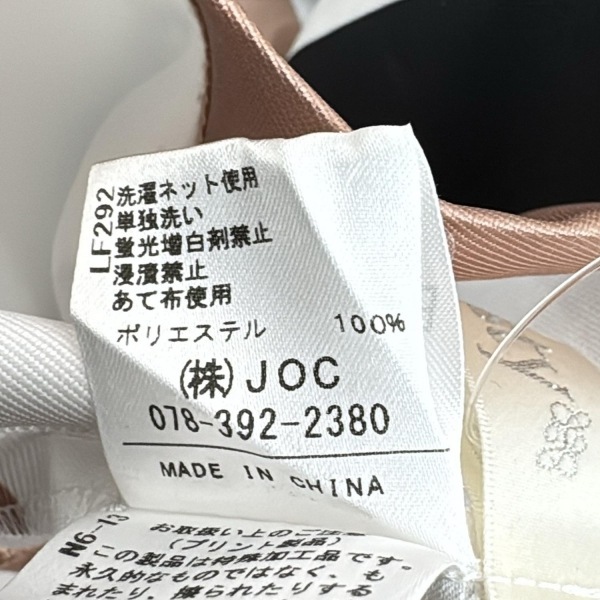 LF292
洗濯ネット使用
単独洗い
蛍光増白剤禁止
浸漬禁止
あて布使用
ポリエステル 100%
(株)JOC
078-392-2380
MADE IN CHINA
N6-13
お取扱い上のご注意
(プリント製品)
この製品は特殊加工品です。
永久的なものではなく、も
まれたり、擦られたりする